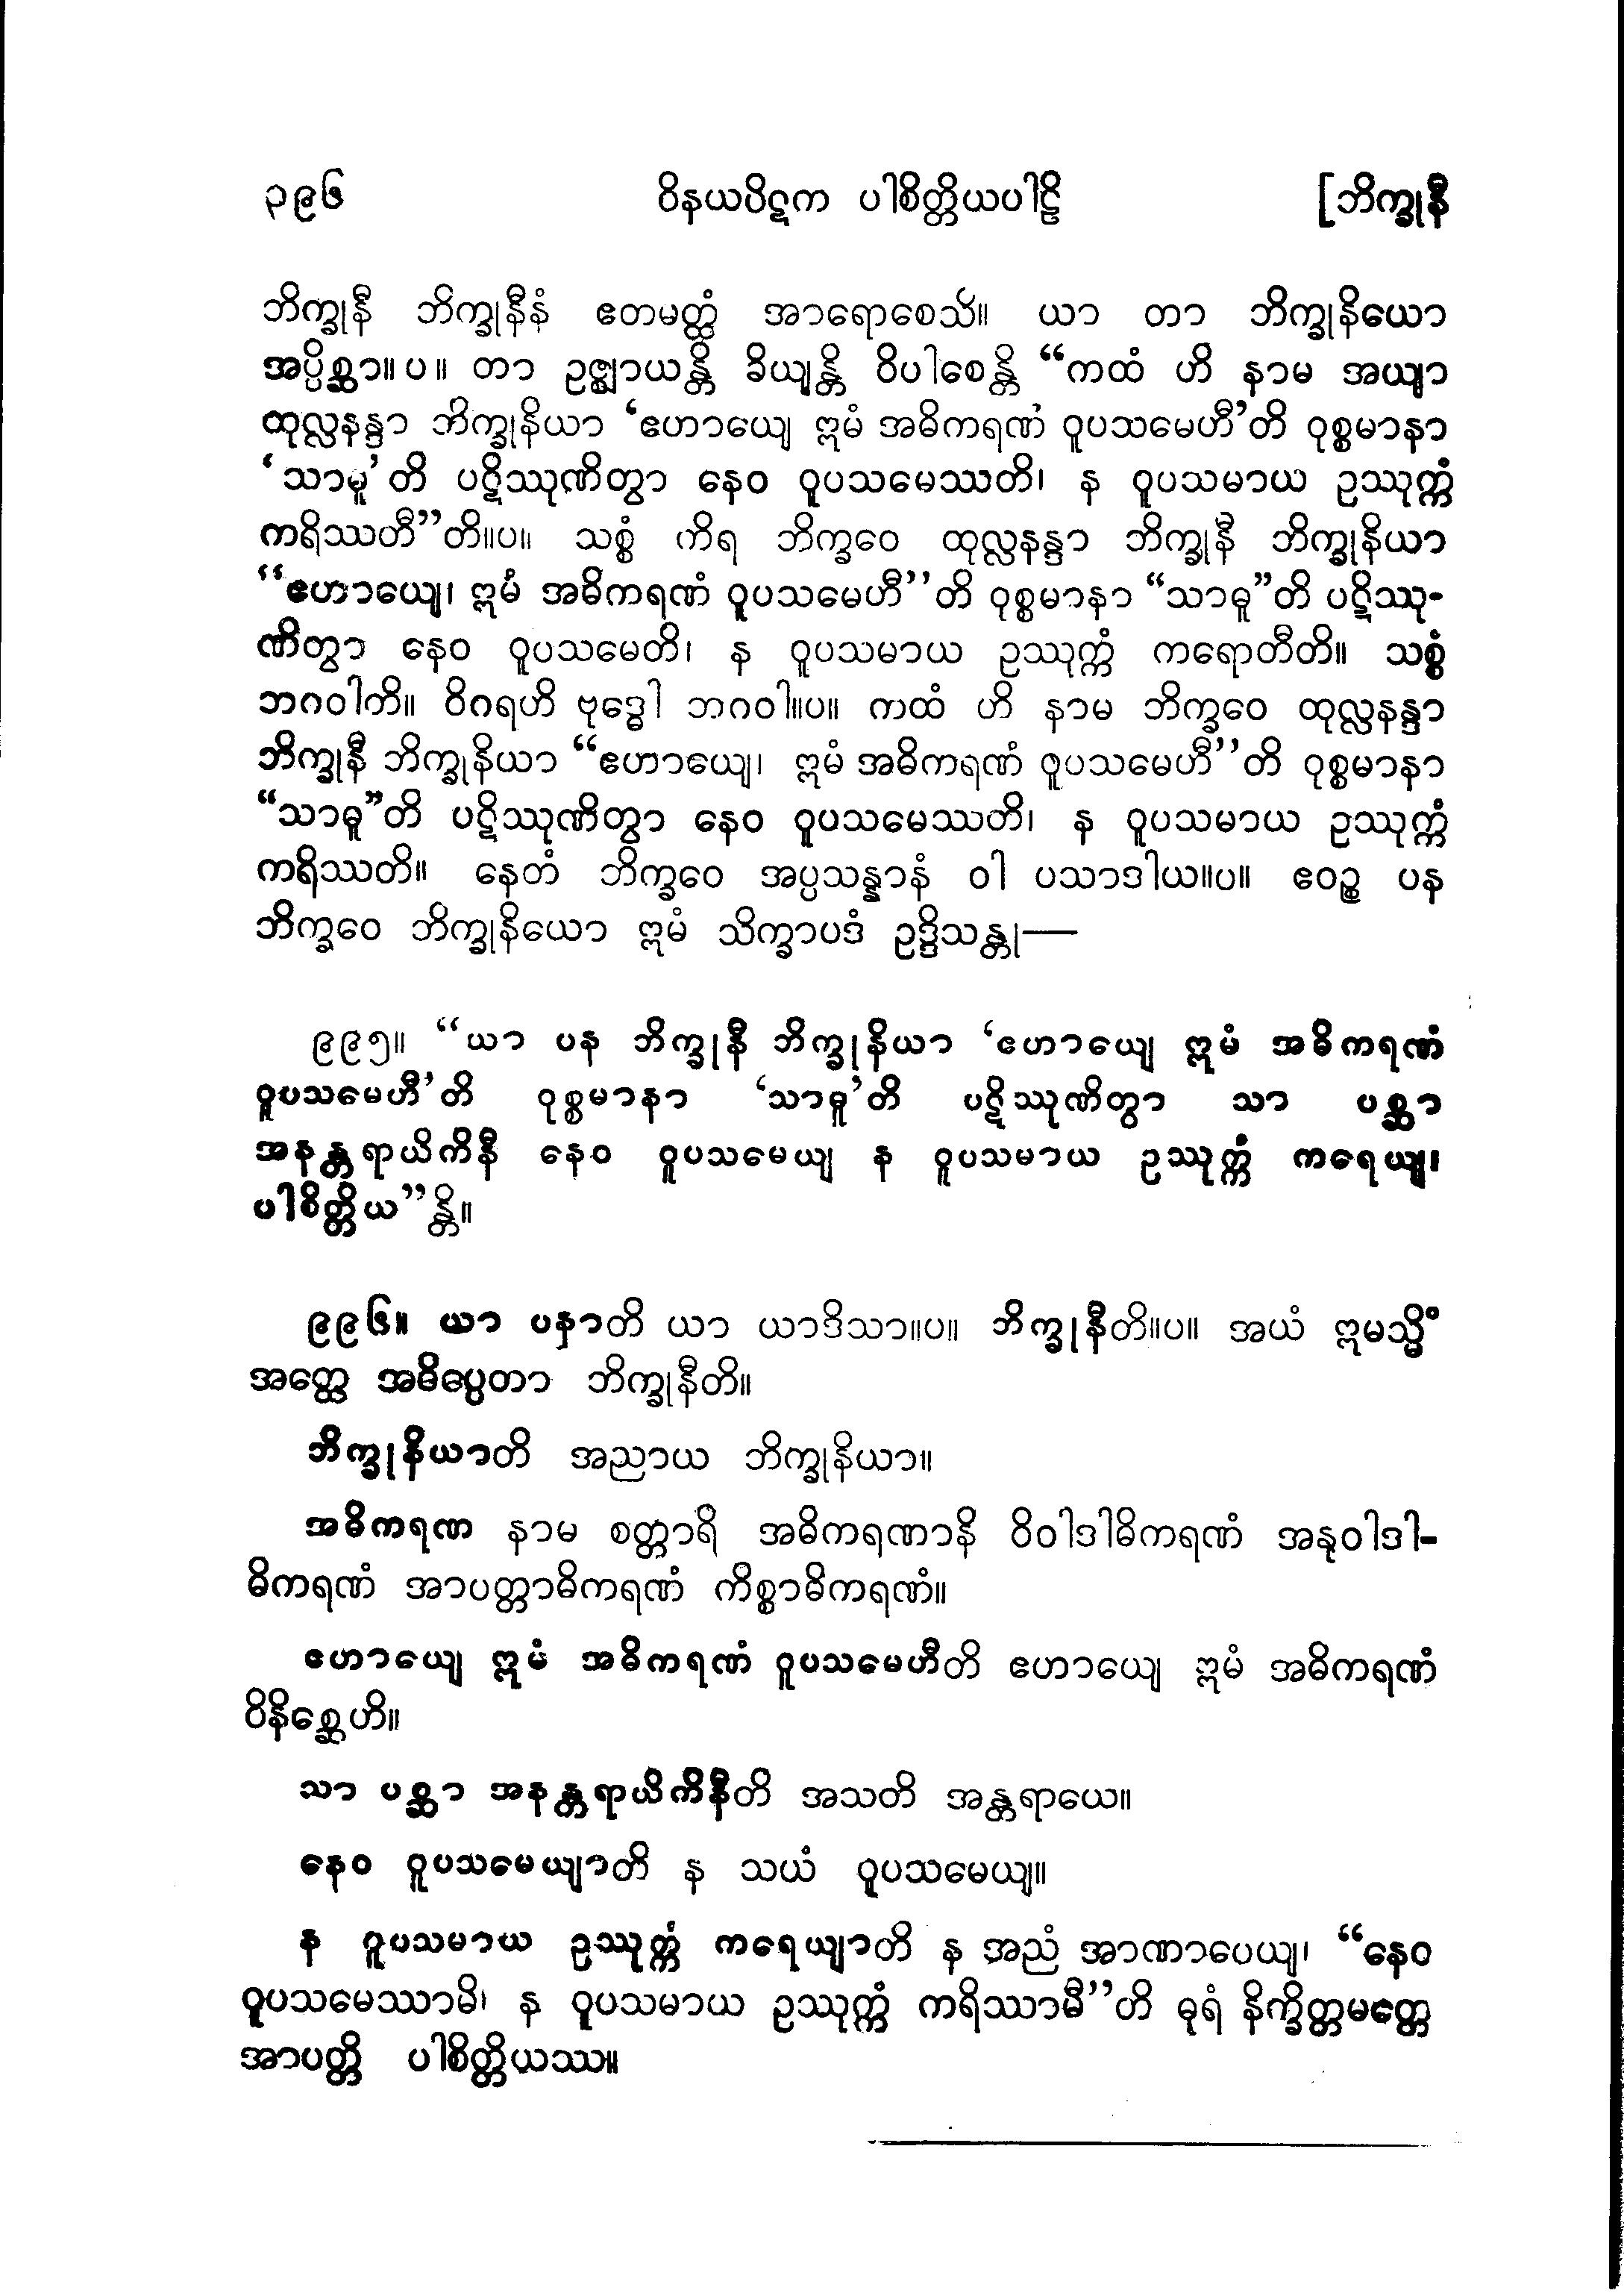 ၃၉၆ ဝိနယပိဋက ပါစိတ္တိယပါဠိ [ဘိက္ခုနီ
ဘိက္ခုနီ ဘိက္ခုနီနံ ဧတမတ္ထံ အာရောစေသိ။ ယာ တာ ဘိက္ခုနိယော
အပ္ပိစ္ဆာ။ပ။ တာ ဥဇ္ဈာယန္တိ ခိယျန္တိ ဝိပါစေန္တိ “ကထံ ဟိ နာမ အယျာ
ထုလ္လနန္ဒာ ဘိက္ခုနိယာ ‘ဧဟာယျေ ဣမံ အဓိကရဏံ ဝူပသမေဟီ’တိ ဝုစ္စမာနာ
‘သာမူ’တိ ပဋိဿုဏိတွာ နေဝ ဝူပသမေဿတိ၊ န ဝူပသမာယ ဥဿုက္ကံ
ကရိဿတီ”တိ။ပ။ သစ္စံ ကိရ ဘိက္ခဝေ ထုလ္လနန္ဒာ ဘိက္ခုနီ ဘိက္ခုနိယာ
“ဧဟာယျေ၊ ဣမံ အဓိကရဏံ ဝူပသမေဟီ”တိ ဝုစ္စမာနာ “သာဓူ”တိ ပဋိဿု-
ဏိတွာ နေဝ ဝူပသမေတိ၊ န ဝူပသမာယ ဥဿုက္ကံ ကရောတီတိ။ သစ္စံ
ဘဂဝါတိ။ ဝိဂရဟိ ဗုဒ္ဓေါ ဘဂဝါ။ပ။ ကထံ ဟိ နာမ ဘိက္ခဝေ ထုလ္လနန္ဒာ
ဘိက္ခုနီ ဘိက္ခုနိယာ “ဧဟာယျေ၊ ဣမံ အဓိကရဏံ ဝူပသမေဟီ”တိ ဝုစ္စမာနာ
“သာဓူ”တိ ပဋိဿုဏိတွာ နေဝ ဝူပသမေဿတိ၊ န ဝူပသမာယ ဥဿုက္ကံ
ကရိဿတိ။ နေတံ ဘိက္ခဝေ အပ္ပသန္နာနံ ဝါ ပသာဒါယ။ပ။ ဧဝဉ္စ ပန
ဘိက္ခဝေ ဘိက္ခုနိယော ဣမံ သိက္ခာပဒံ ဥဒ္ဒိသန္တု—
၉၉၅။ “ယာ ပန ဘိက္ခုနီ ဘိက္ခုနိယာ ‘ဧဟာယျေ ဣမံ အဓိကရဏံ
ဝူပသမေဟီ’တိ ဝုစ္စမာနာ ‘သာဓူ’တိ ပဋိဿုဏိတွာ သာ ပစ္ဆာ
အနန္တရာယိကိနီ နေဝ ဝူပသမေယျ န ဝူပသမာယ ဥဿုက္ကံ ကရေယျ၊
ပါစိတ္တိယ”န္တိ။
၉၉၆။ ယာ ပနာတိ ယာ ယာဒိသာ။ပ။ ဘိက္ခုနီတိ။ပ။ အယံ ဣမသ္မိံ
အတ္ထေ အဓိပ္ပေတာ ဘိက္ခုနီတိ။
ဘိက္ခုနိယာတိ အညာယ ဘိက္ခုနိယာ။
အဓိကရဏ နာမ စတ္တာရိ အဓိကရဏာနိ ဝိဝါဒါဓိကရဏံ အနုဝါဒါ-
ဓိကရဏံ အာပတ္တာဓိကရဏံ ကိစ္စာဓိကရဏံ။
ဧဟာယျေ ဣမံ အဓိကရဏံ ဝူပသမေဟီတိ ဧဟာယျေ ဣမံ အဓိကရဏံ
ဝိနိစ္ဆေဟိ။
သာ ပစ္ဆာ အနန္တရာယိကိနီတိ အသတိ အန္တရာယေ။
နေဝ ဝူပသမေယျာတိ န သယံ ဝူပသမေယျ။
န ဝူပသမာယ ဥဿုက္ကံ ကရေယျာတိ န အညံ အာဏာပေယျ၊ “နေဝ
ဝူပသမေဿာမိ၊ န ဝူပသမာယ ဥဿုက္ကံ ကရိဿာမီ”တိ ဓုရံ နိက္ခိတ္တမတ္တေ
အာပတ္တိ ပါစိတ္တိယဿ။